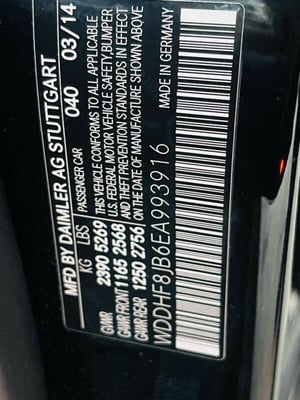 MFD BY DAIMLER AG STUTTGART
040 03/14
KG LBS PASSENGER CAR
GWR 2390 5269 THIS VEHICLE CONFORMS TO ALL APPLICABLE
GAWR FRONT 1165 2568 U.S. FEDERAL MOTOR VEHICLE SAFETY, BUMPER
GAWR REAR 1250 2756 AND THEFT PREVENTION STANDARDS IN EFFECT
ON THE DATE OF MANUFACTURE SHOWN ABOVE
WDDHF8JB6EA993916
MADE IN GERMANY